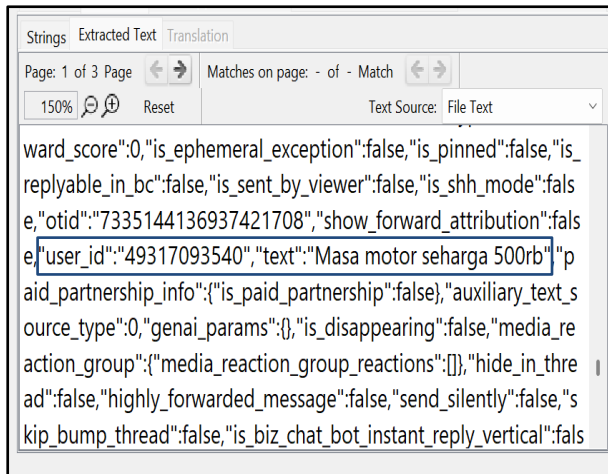 Strings Extracted Text Translation
Page: 1 of 3 Page Matches on page: - of - Match
150% Reset Text Source: File Text
ward_score":0,"is_ephemeral_exception":false,"is_pinned":false,"is_
replyable_in_bc":false,"is_sent_by_viewer":false,"is_shh_mode":fals
e,"otid":"7335144136937421708","show_forward_attribution":fals
e,"user_id":"49317093540","text":"Masa motor seharga 500rb","p
aid_partnership_info":{"is_paid_partnership":false},"auxiliary_text_s
ource_type":0,"genai_params":{},"is_disappearing":false,"media_re
action_group":{"media_reaction_group_reactions":[]},"hide_in_thre
ad":false,"highly_forwarded_message":false,"send_silently":false,"s
kip_bump_thread":false,"is_biz_chat_bot_instant_reply_vertical":fals